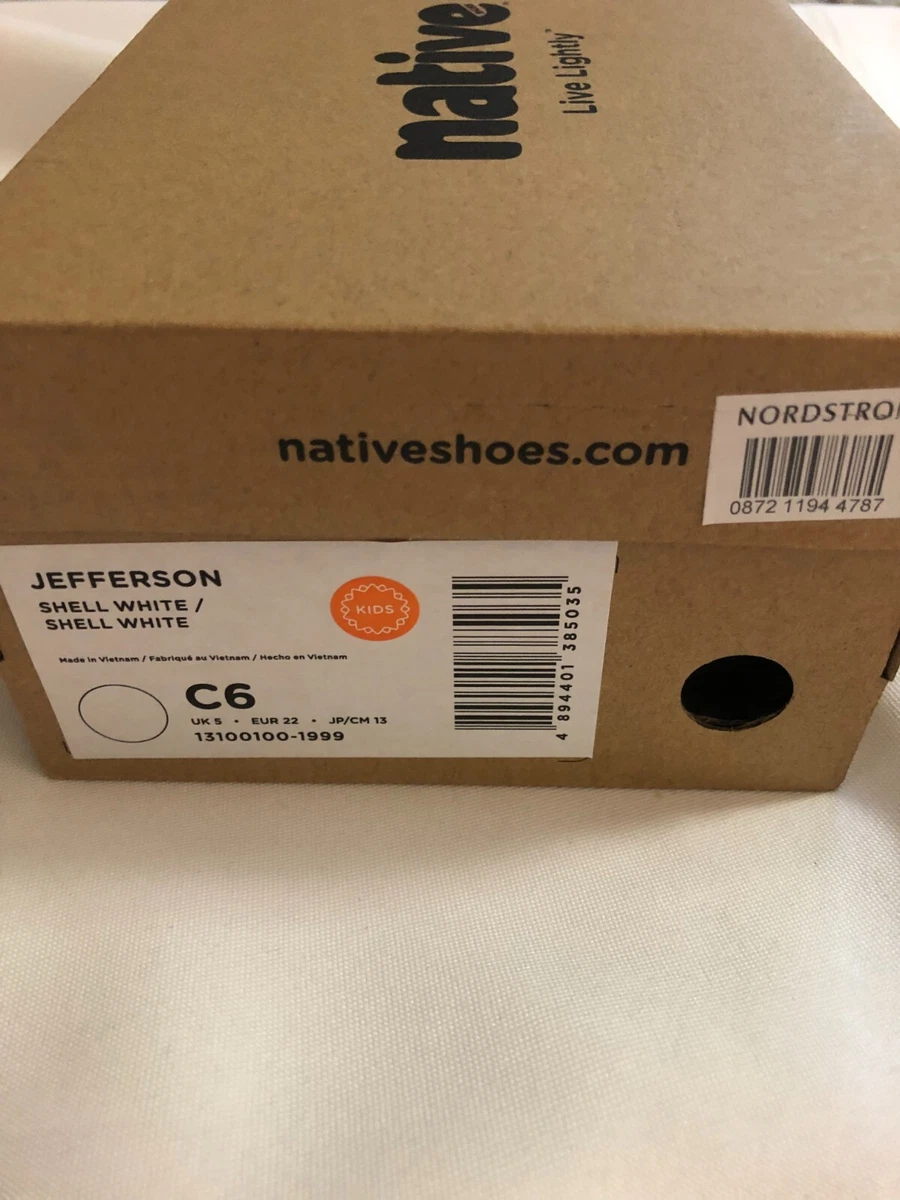 native
Live Lightly
nativeshoes.com
NORDSTRO
0872 1194 4787
JEFFERSON
SHELL WHITE /
SHELL WHITE
KIDS
Made in Vietnam / Fabriqué au Vietnam / Hecho en Vietnam
C6
UK 5 • EUR 22 • JP/CM 13
13100100-1999
4 894401 385035